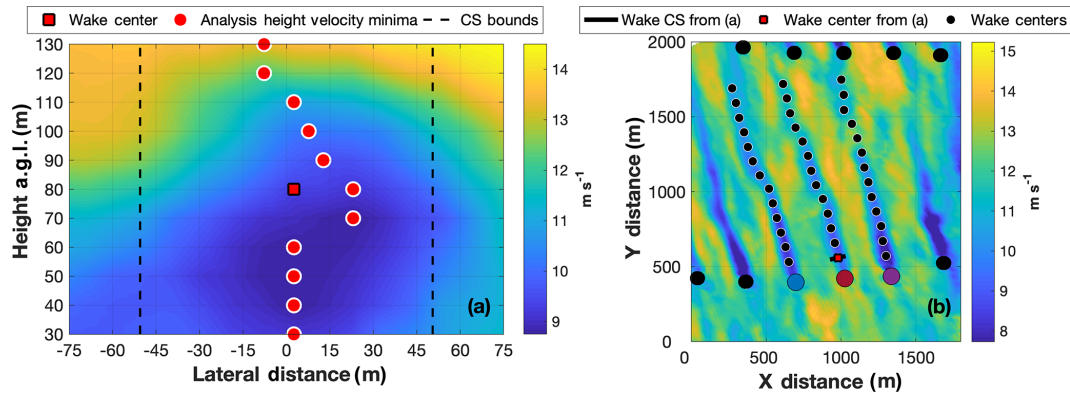 Wake center Analysis height velocity minima CS bounds
130
120
110
100
90
80
70
60
50
40
30
Height a.g.l. (m)
-75 -60 -45 -30 -15 0 15 30 45 60 75
Lateral distance (m)
(a)
14
13
12
11
10
9
m s⁻¹
Wake CS from (a) Wake center from (a) Wake centers
2000
1500
1000
500
0
Y distance (m)
0 500 1000 1500
X distance (m)
(b)
15
14
13
12
11
10
9
8
m s⁻¹